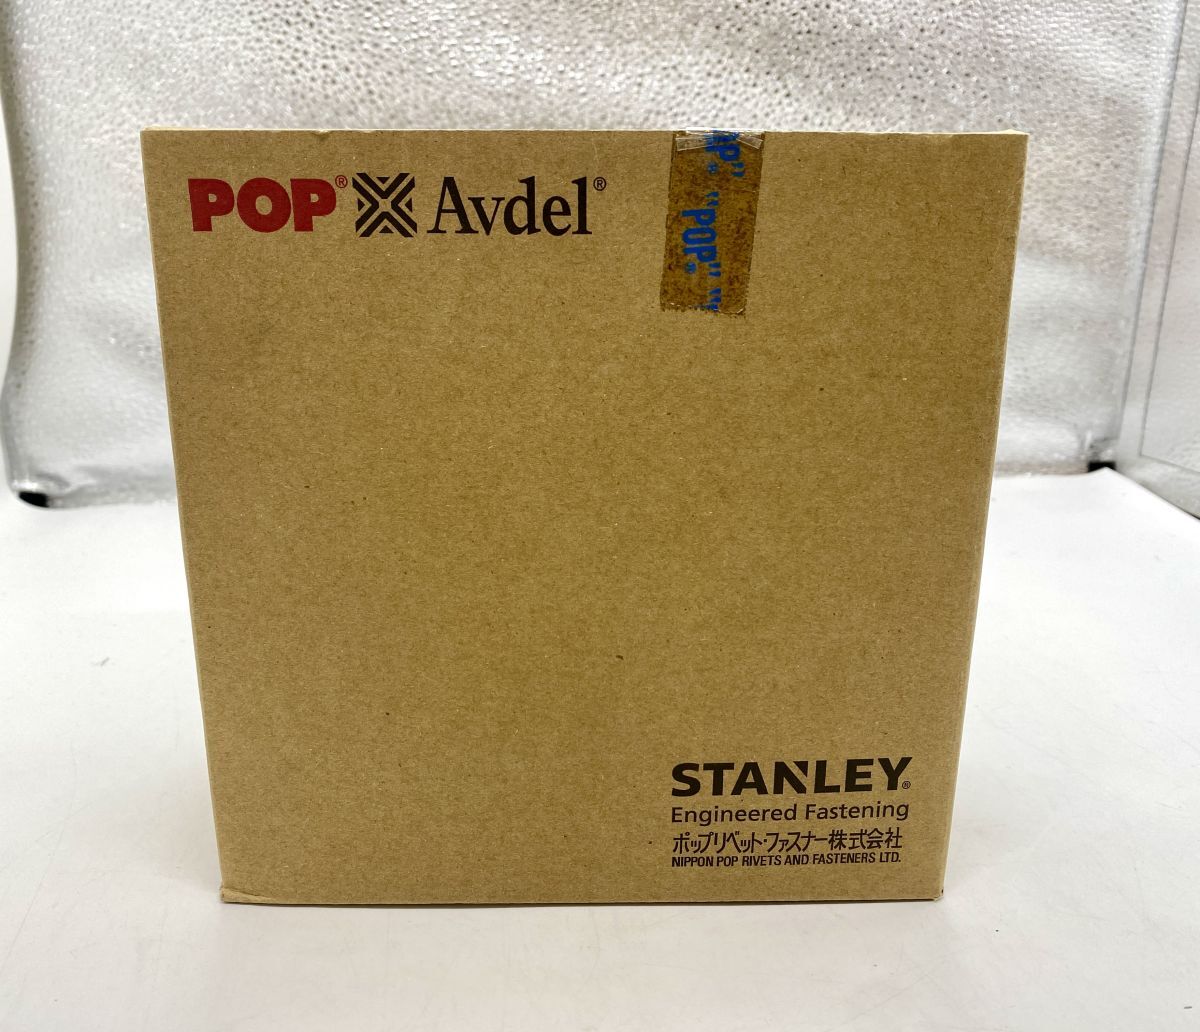 POP® Avdel®
"POP"
STANLEY®
Engineered Fastening
ポップリベット・ファスナー株式会社
NIPPON POP RIVETS AND FASTENERS LTD.